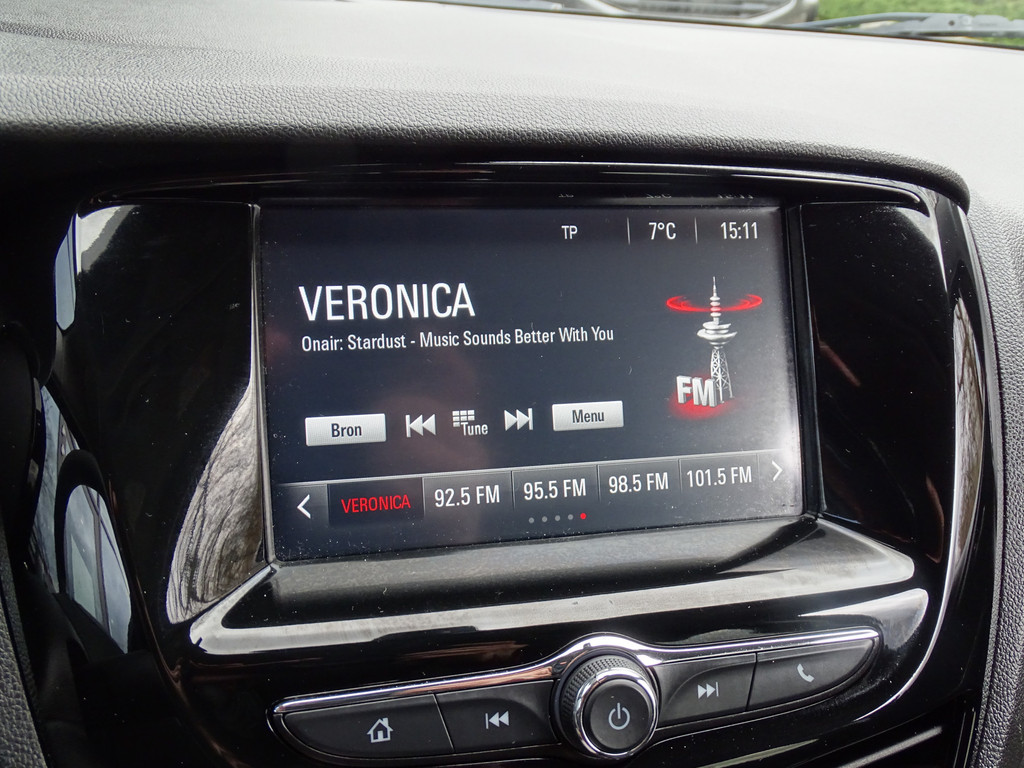 TP 7°C 15:11
VERONICA
Onair: Stardust - Music Sounds Better With You
FM
Bron Tune Menu
VERONICA 92.5 FM 95.5 FM 98.5 FM 101.5 FM